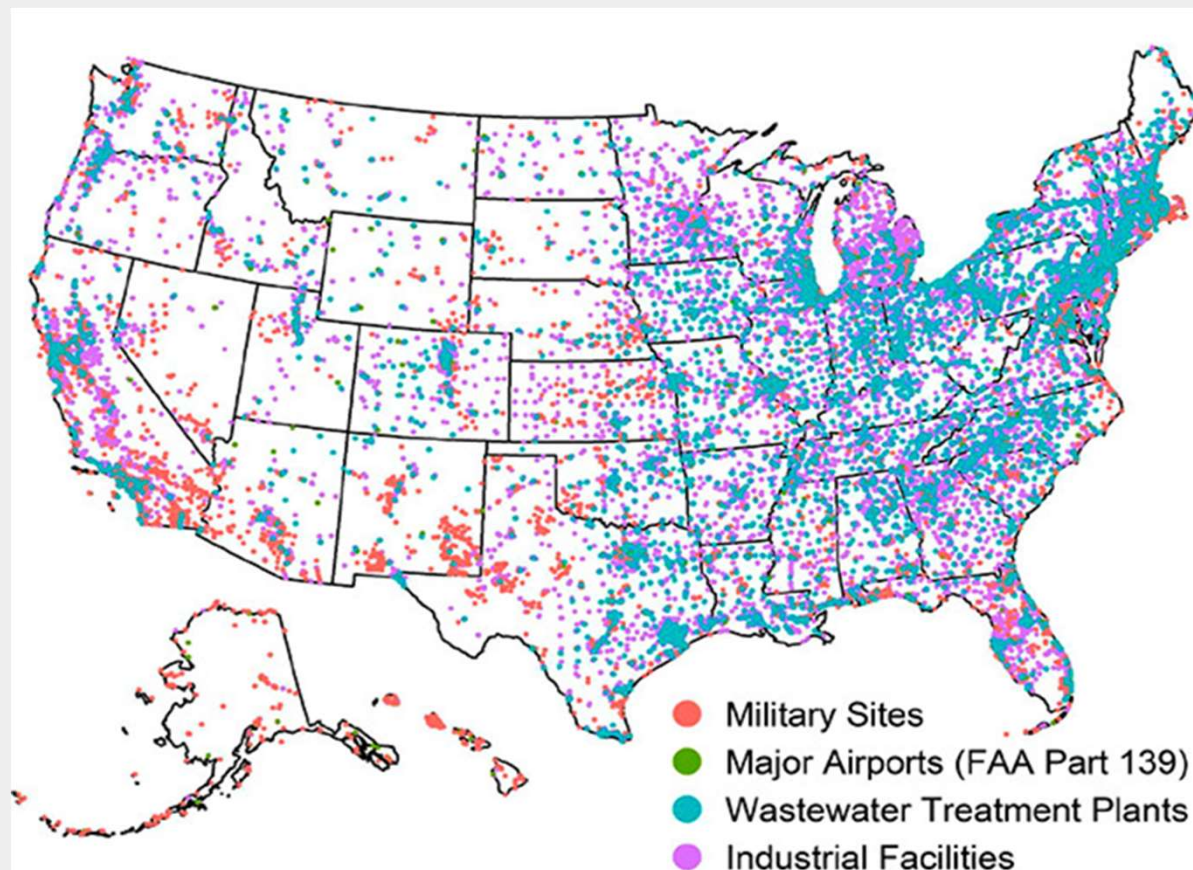 Military Sites
Major Airports (FAA Part 139)
Wastewater Treatment Plants
Industrial Facilities